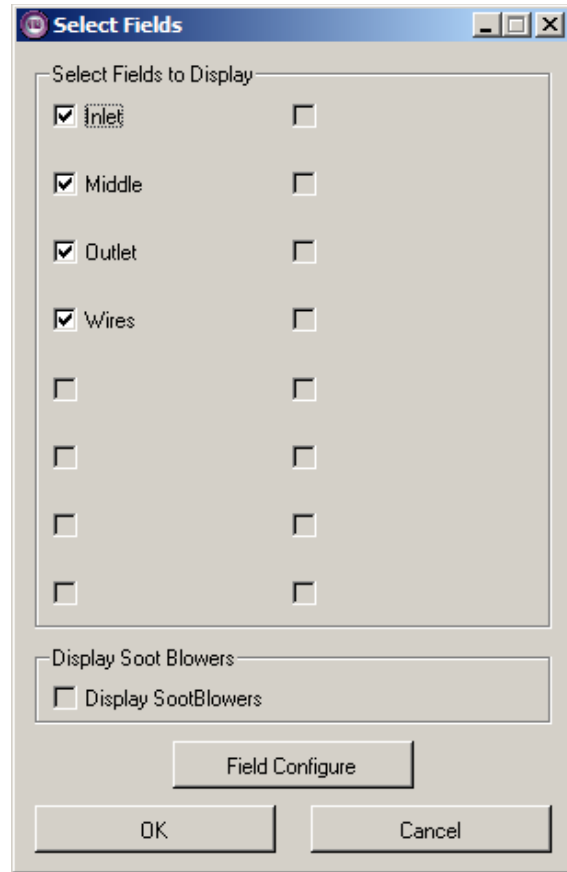 Select Fields
Select Fields to Display
Inlet
Middle
Outlet
Wires
Display Soot Blowers
Display SootBlowers
Field Configure
OK
Cancel